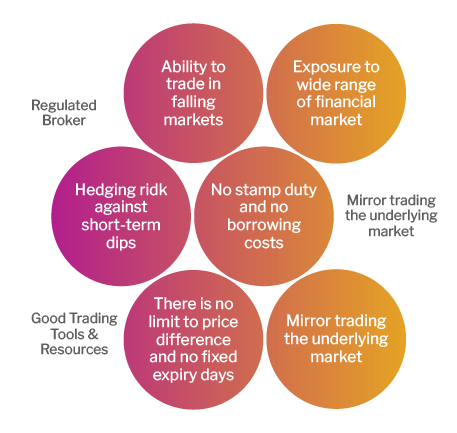 Ability to
trade in
falling
markets
Exposure to
wide range
of financial
market
Regulated
Broker
Hedging ridk
against
short-term
dips
No stamp duty
and no
borrowing
costs
Mirror trading
the underlying
market
Good Trading
Tools &
Resources
There is no
limit to price
difference
and no fixed
expiry days
Mirror trading
the underlying
market